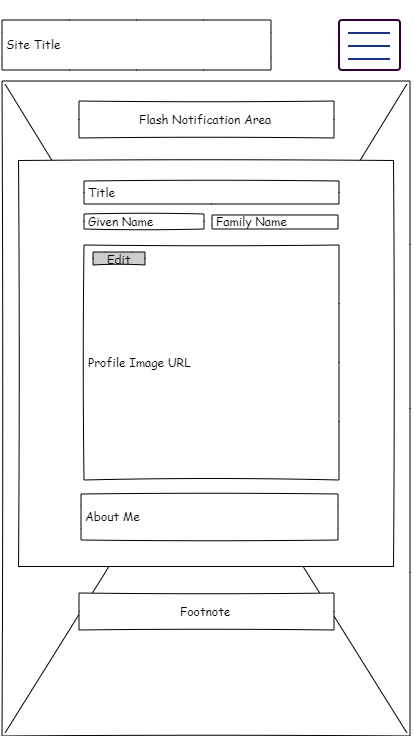 Site Title
Flash Notification Area
Title
Given Name
Family Name
Edit
Profile Image URL
About Me
Footnote